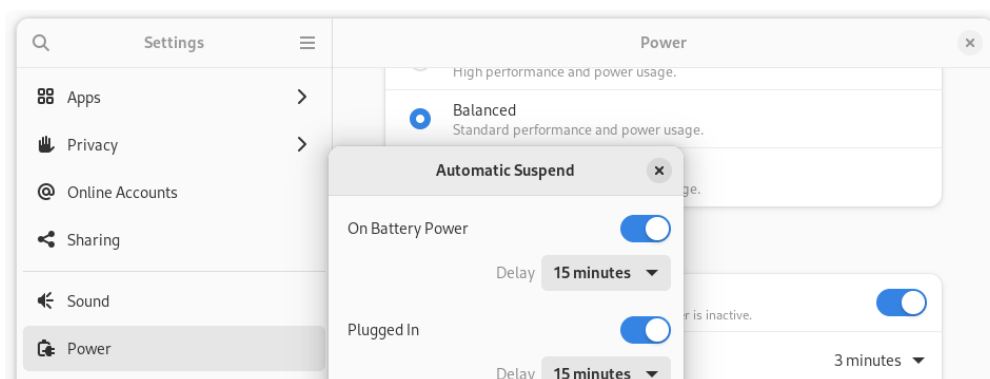 Settings
Power
Apps
Privacy
Online Accounts
Sharing
Sound
Power
High performance and power usage.
Balanced
Standard performance and power usage.
Automatic Suspend
On Battery Power
Delay 15 minutes
Plugged In
Delay 15 minutes
is inactive.
3 minutes